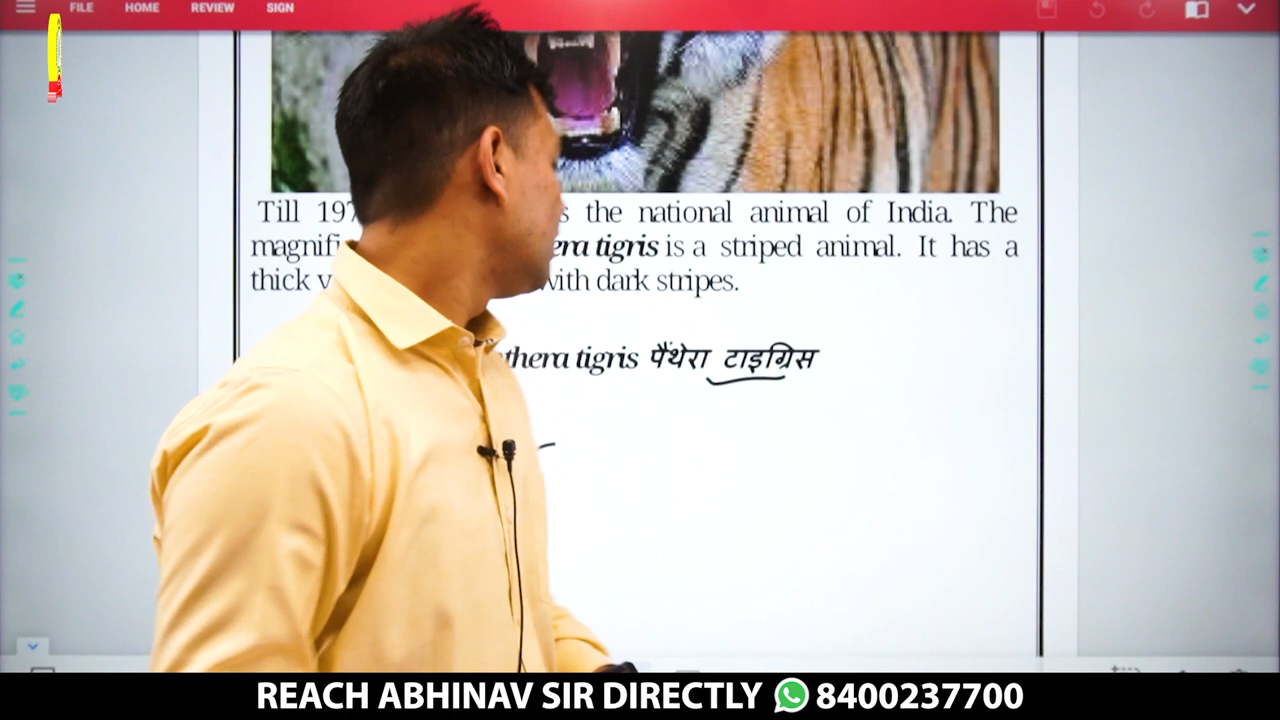 FILE HOME REVIEW SIGN
Till 197 s the national animal of India. The
magnifi era tigris is a striped animal. It has a
thick v with dark stripes.
thera tigris पैंथेरा टाइग्रिस
REACH ABHINAV SIR DIRECTLY 8400237700